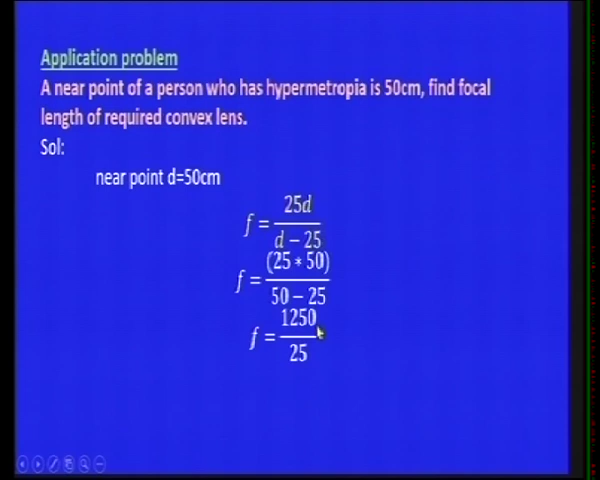 Application problem
A near point of a person who has hypermetropia is 50cm, find focal
length of required convex lens.
Sol:
near point d=50cm
f = 25d / d − 25
f = (25 * 50) / 50 − 25
f = 1250 / 25